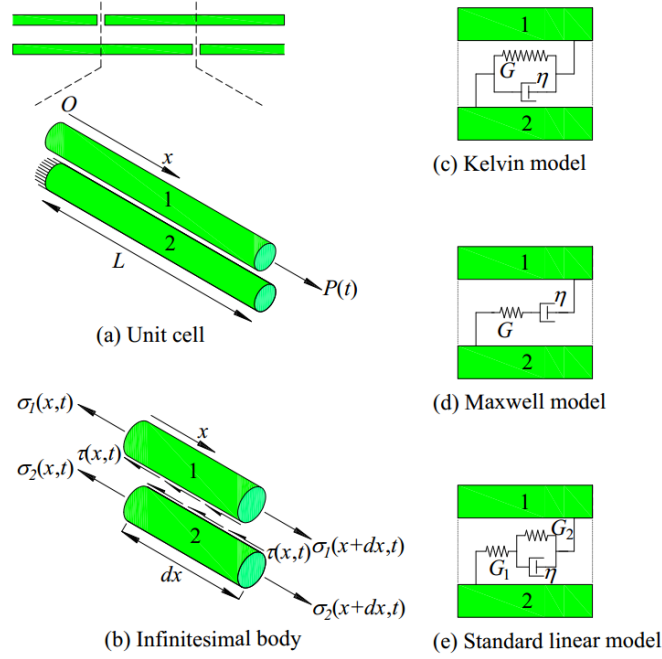 O
x
1
2
L
P(t)
(a) Unit cell
σ1(x,t)
x
τ(x,t)
1
σ2(x,t)
2
τ(x,t)
σ1(x+dx,t)
dx
σ2(x+dx,t)
(b) Infinitesimal body
1
G
η
2
(c) Kelvin model
1
η
G
2
(d) Maxwell model
1
G2
G1
η
2
(e) Standard linear model